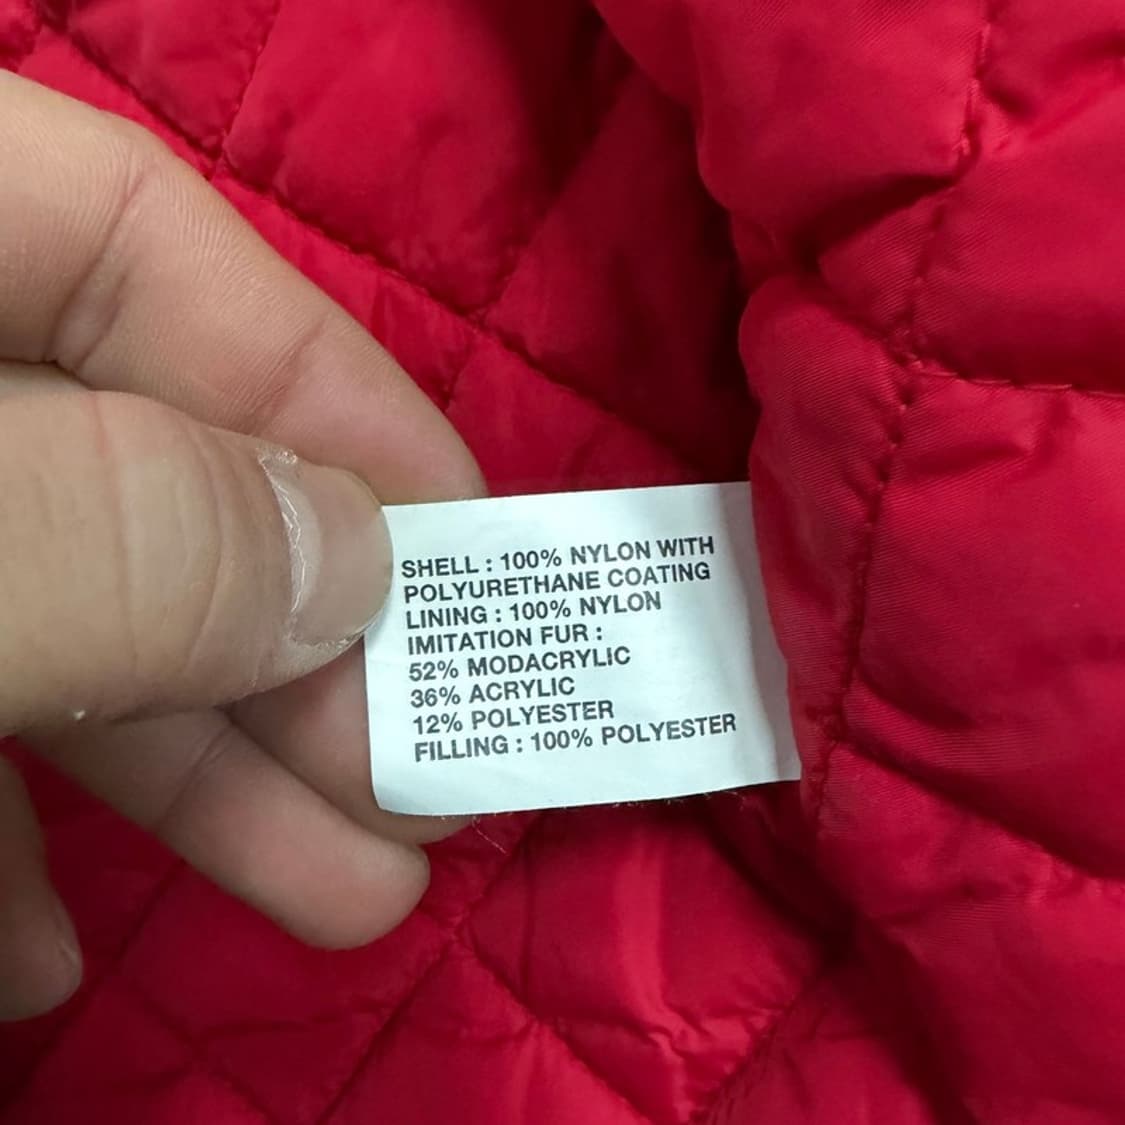 SHELL : 100% NYLON WITH
POLYURETHANE COATING
LINING : 100% NYLON
IMITATION FUR :
52% MODACRYLIC
36% ACRYLIC
12% POLYESTER
FILLING : 100% POLYESTER